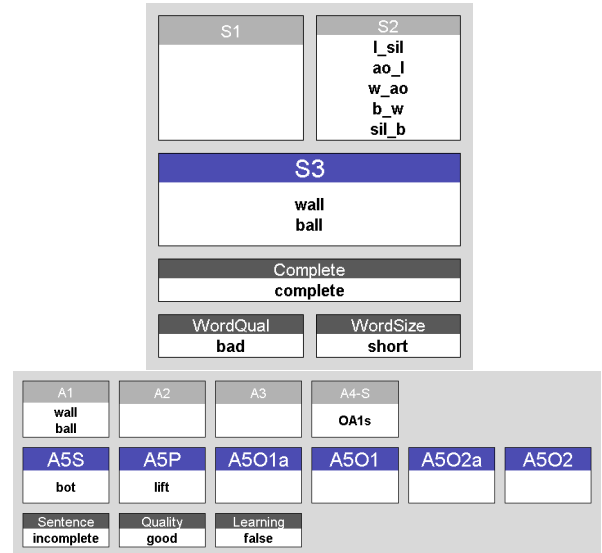 S1 S2
l_sil
ao_l
w_ao
b_w
sil_b
S3
wall
ball
Complete
complete
WordQual WordSize
bad short
A1 A2 A3 A4-S
wall
ball
OA1s
A5S A5P A5O1a A5O1 A5O2a A5O2
bot lift
Sentence Quality Learning
incomplete good false